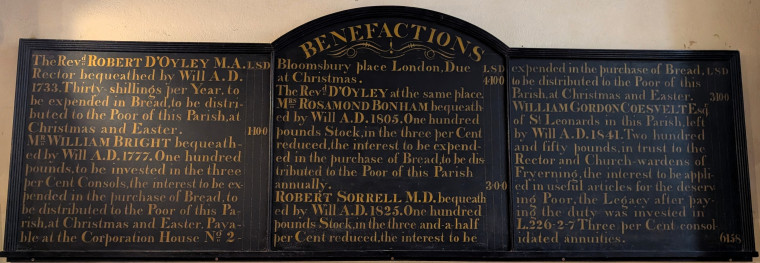 BENEFACTIONS
The Revd ROBERT D'OYLEY M.A. L S D
Rector bequeathed by Will A.D.
1733. Thirty shillings per Year, to
be expended in Bread, to be distri-
buted to the Poor of this Parish, at
Christmas and Easter. 1 10 0
Mr WILLIAM BRIGHT bequeath-
ed by Will A.D. 1777. One hundred
pounds, to be invested in the three
per Cent Consols, the interest to be ex-
pended in the purchase of Bread, to
be distributed to the Poor of this Pa-
rish, at Christmas and Easter. Paya-
ble at the Corporation House No 2
Bloomsbury place London. Due L S D
at Christmas. 4 10 0
The Revd D'OYLEY at the same place.
Mrs ROSAMOND BONHAM bequeath-
ed by Will A.D. 1805. One hundred
pounds Stock, in the three per Cent
reduced, the interest to be expend-
ed in the purchase of Bread, to be dis
tributed to the Poor of this Parish
annually. 3 0 0
ROBERT SORRELL M.D. bequeath
ed by Will A.D. 1825. One hundred
pounds Stock, in the three and-a-half
per Cent reduced, the interest to be
expended in the purchase of Bread, L S D
to be distributed to the Poor of this
Parish, at Christmas and Easter. 3 10 0
WILLIAM GORDON COESVELT Esqr
of St Leonards in this Parish, left
by Will A.D. 1841. Two hundred
and fifty pounds, in trust to the
Rector and Church-wardens of
Fryerning, the interest to be appli-
ed in useful articles for the deserv
ing Poor, the Legacy after pay-
ing the duty was invested in
L.226-2-7 Three per Cent consol
idated annuities. 6 15 8